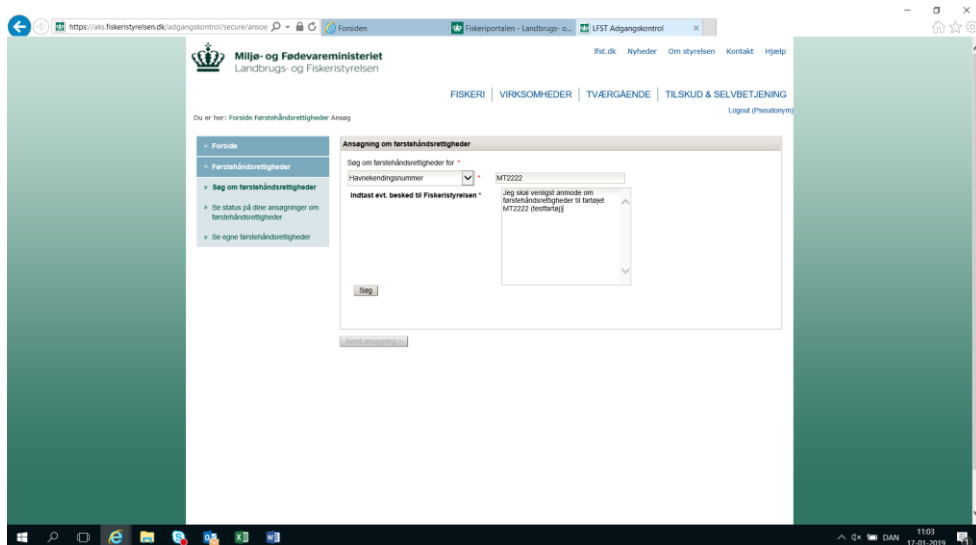 https://aks.fiskeristyrelsen.dk/adgangskontrol/secure/ansoe
Forsiden
Fiskeriportalen - Landbrugs- o...
LFST Adgangskontrol
Miljø- og Fødevareministeriet
Landbrugs- og Fiskeristyrelsen
lfst.dk Nyheder Om styrelsen Kontakt Hjælp
FISKERI VIRKSOMHEDER TVÆRGÅENDE TILSKUD & SELVBETJENING
Logout (Pseudonym)
Du er her: Forside Førstehåndsrettigheder Ansøg
Forside
Førstehåndsrettigheder
Søg om førstehåndsrettigheder
Se status på dine ansøgninger om
førstehåndsrettigheder
Se egne førstehåndsrettigheder
Ansøgning om førstehåndsrettigheder
Søg om førstehåndsrettigheder for *
Havnekendingsnummer * MT2222
Indtast evt. besked til Fiskeristyrelsen *
Jeg skal venligst anmode om
førstehåndsrettigheder til fartøjet
MT2222 (testfartøj)
Søg
Send ansøgning >
DAN
11:03
17-01-2019